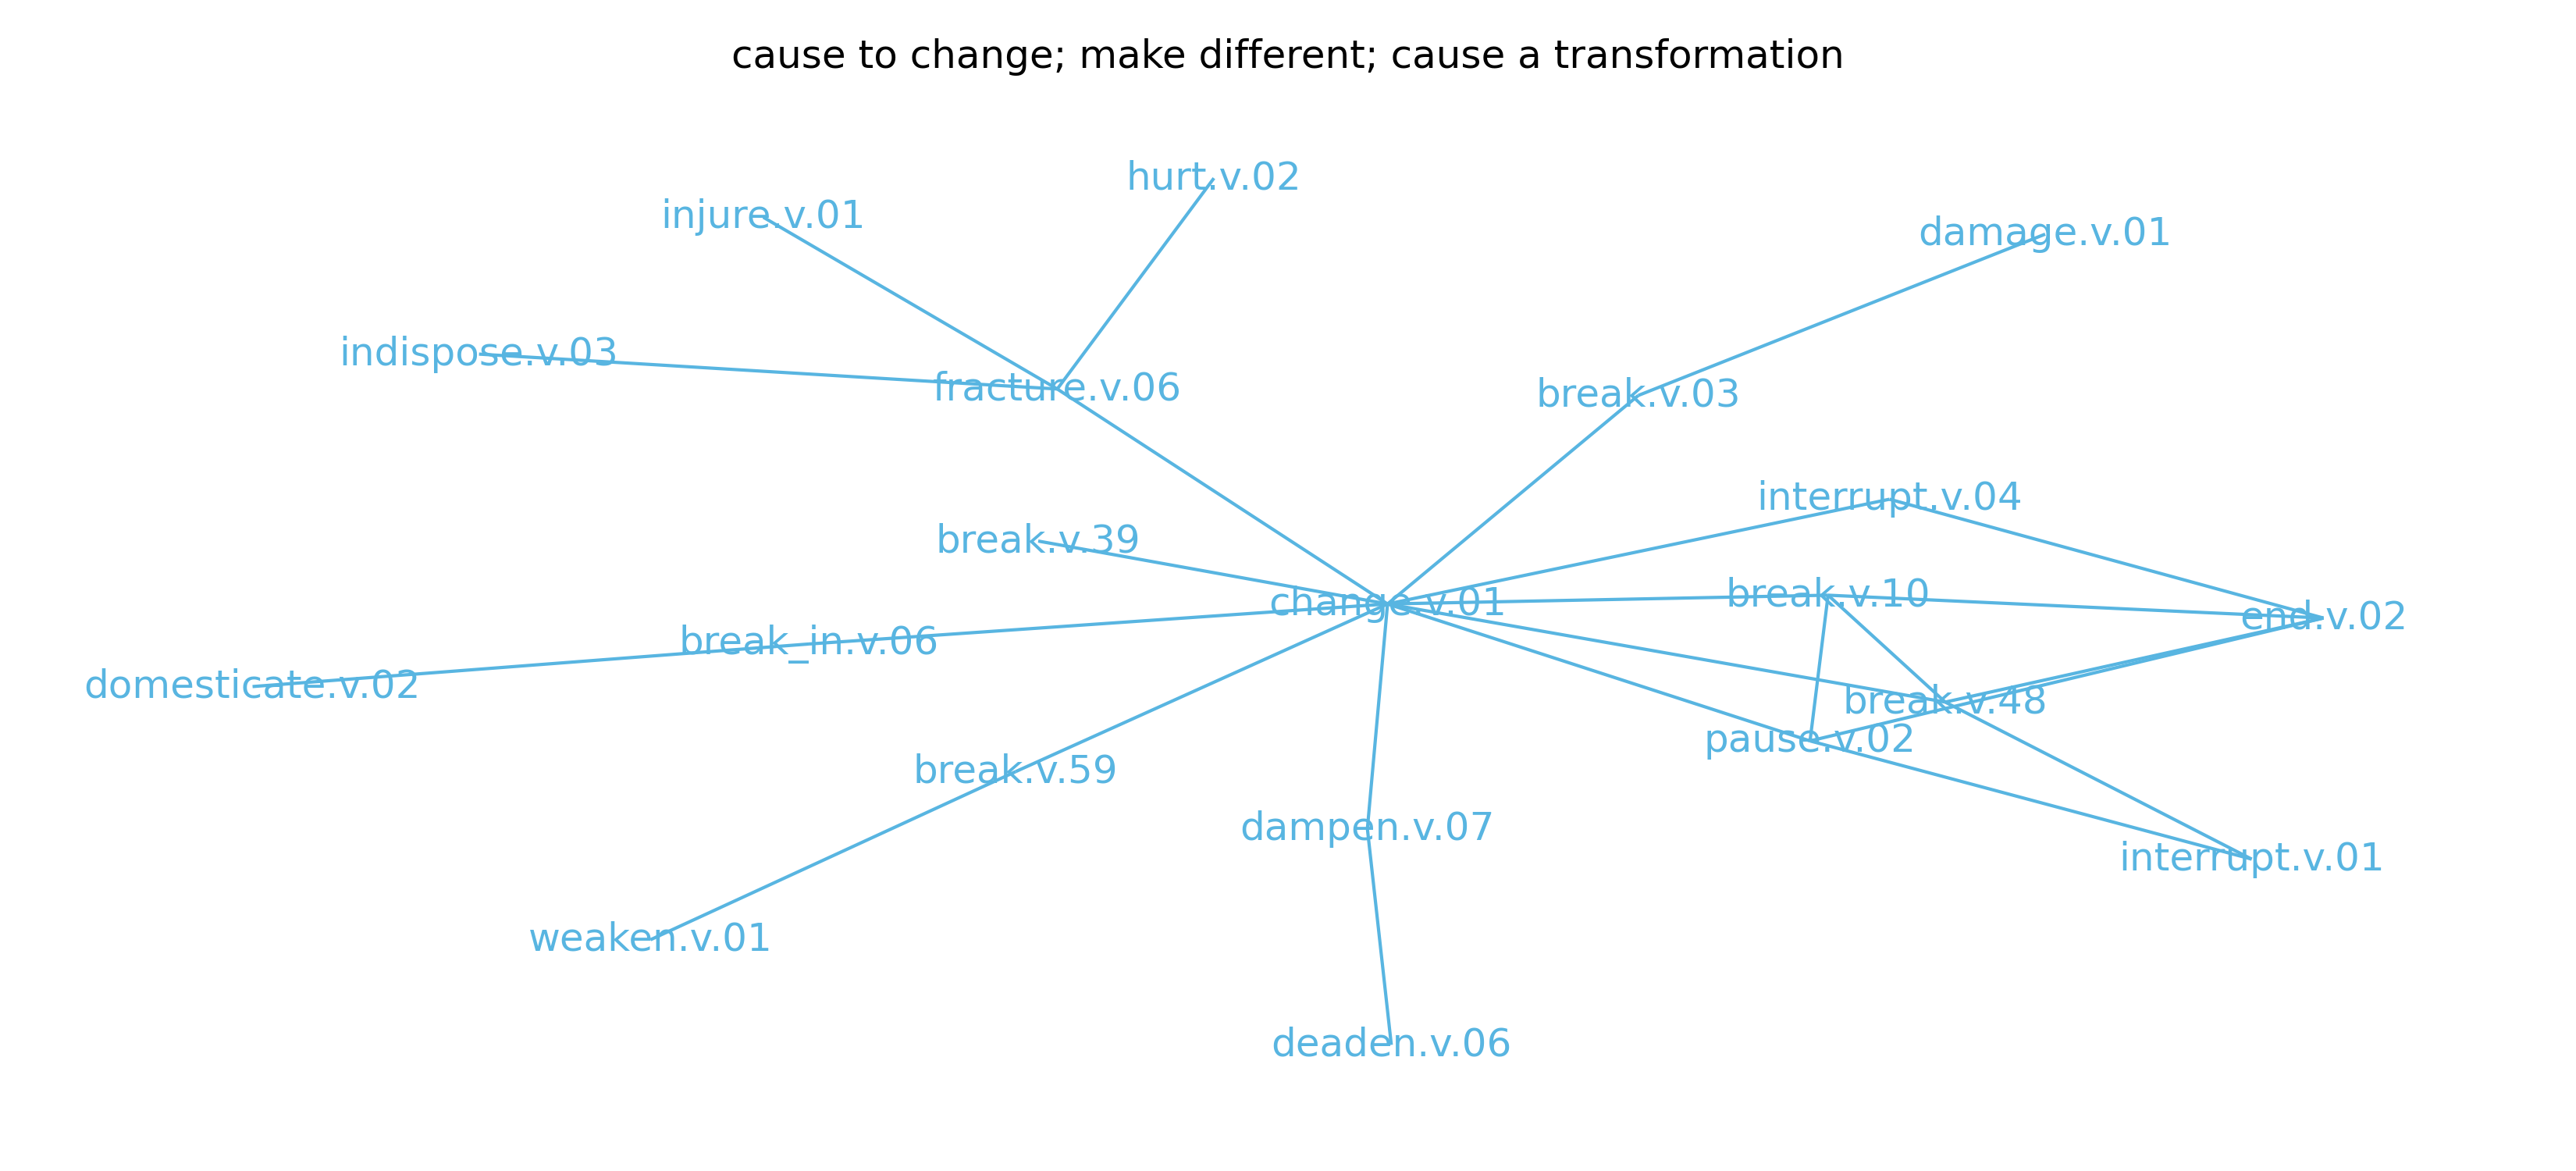 cause to change; make different; cause a transformation
hurt.v.02
injure.v.01
damage.v.01
indispose.v.03
fracture.v.06
break.v.03
interrupt.v.04
break.v.39
change.v.01
break.v.10
end.v.02
break_in.v.06
domesticate.v.02
break.v.48
pause.v.02
break.v.59
dampen.v.07
interrupt.v.01
weaken.v.01
deaden.v.06